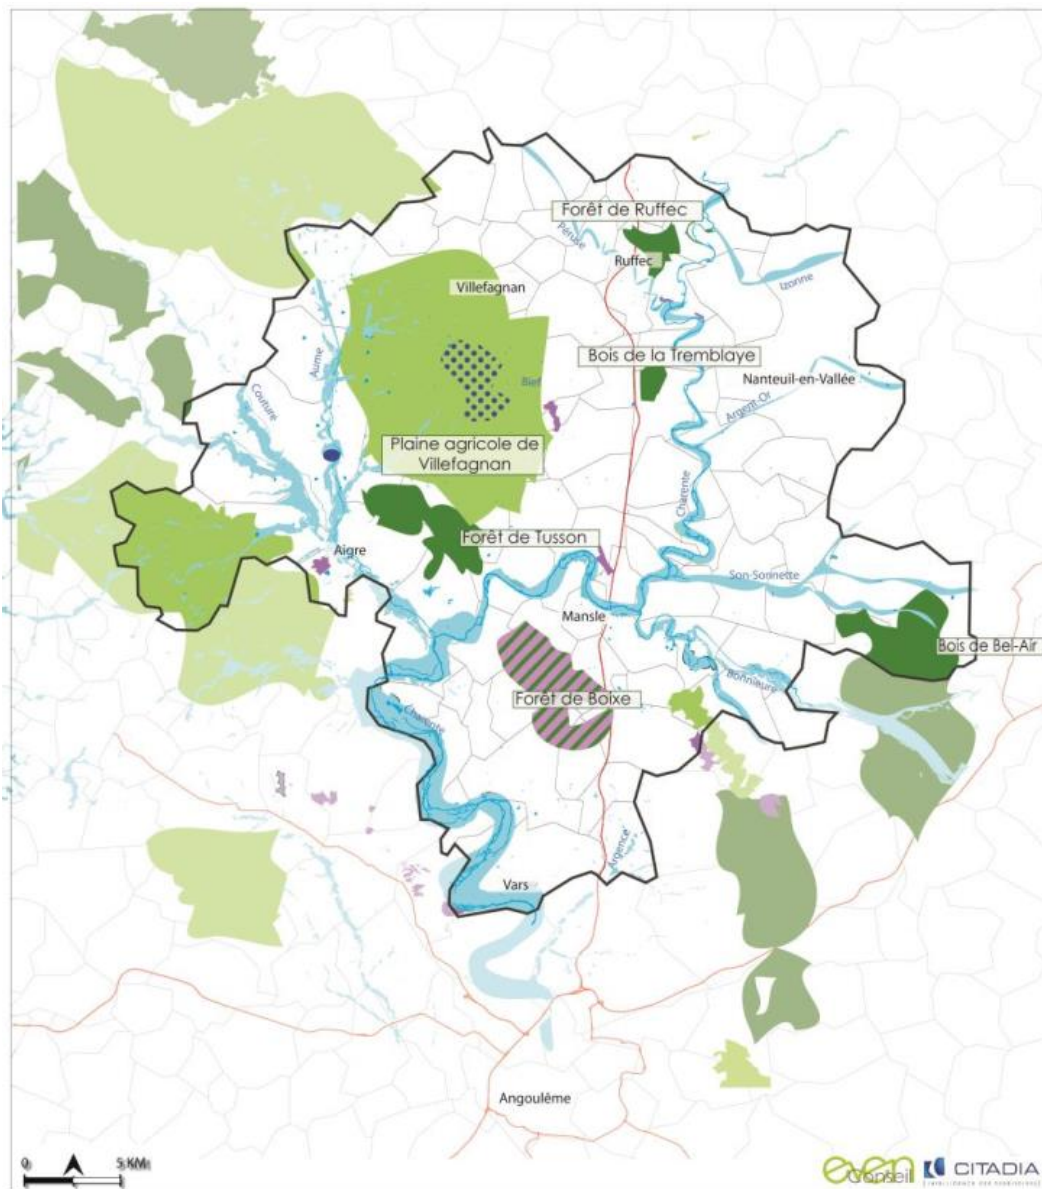 Forêt de Ruffec
Péruse
Ruffec
Izonne
Villefagnan
Bois de la Tremblaye
Aume
Bief
Nanteuil-en-Vallée
Couture
Argent-Or
Plaine agricole de
Villefagnan
Charente
Forêt de Tusson
Aigre
Son-Sonnette
Mansle
Bois de Bel-Air
Bonnieure
Forêt de Boixe
Charente
Argence
Vars
Angoulême
0 5 KM
even
Conseil
CITADIA